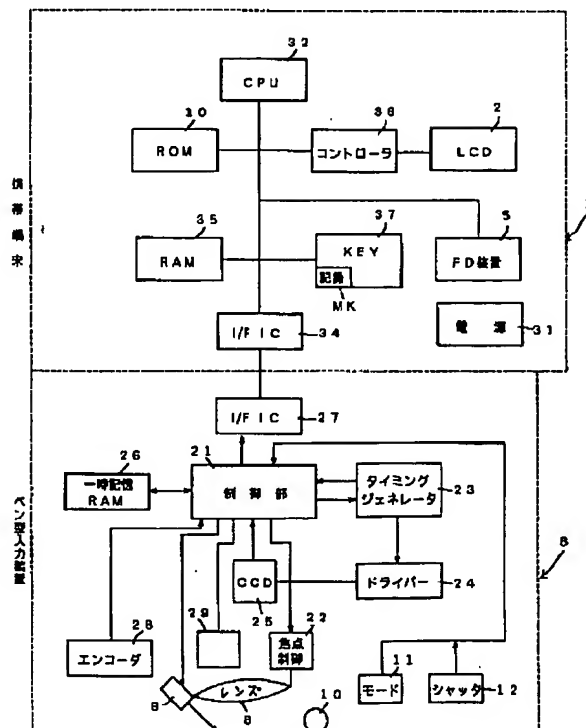 32
CPU
10
ROM
36
コントローラ
2
LCD
携帯端末
35
RAM
37
KEY
記録
MK
5
FD装置
I/F IC
34
電源
31
I/F IC
27
26
一時記憶
RAM
21
制御部
タイミング
ジェネレータ
23
CCD
25
ドライバー
24
8
ペン型入力装置
28
エンコーダ
29
22
焦点
制御
レンズ
8
10
11
モード
シャッタ
12